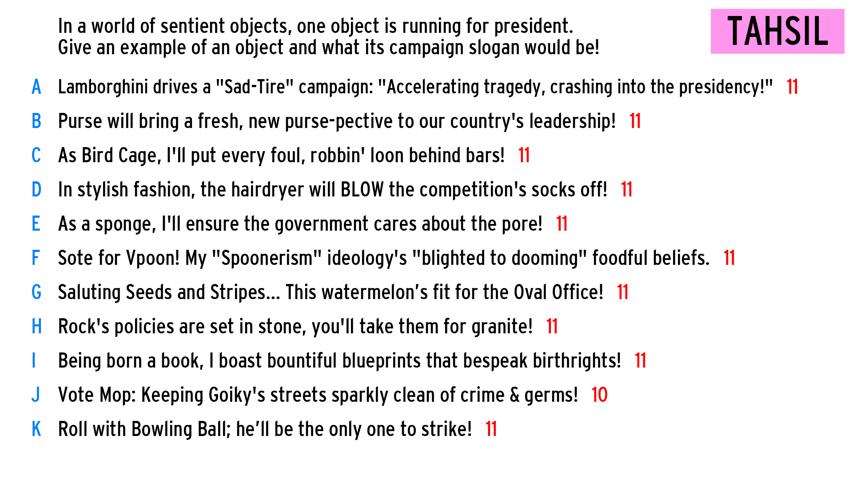 In a world of sentient objects, one object is running for president.
Give an example of an object and what its campaign slogan would be!
TAHSIL
A Lamborghini drives a "Sad-Tire" campaign: "Accelerating tragedy, crashing into the presidency!" 11
B Purse will bring a fresh, new purse-pective to our country's leadership! 11
C As Bird Cage, I'll put every foul, robbin' loon behind bars! 11
D In stylish fashion, the hairdryer will BLOW the competition's socks off! 11
E As a sponge, I'll ensure the government cares about the pore! 11
F Sote for Vpoon! My "Spoonerism" ideology's "blighted to dooming" foodful beliefs. 11
G Saluting Seeds and Stripes... This watermelon’s fit for the Oval Office! 11
H Rock's policies are set in stone, you'll take them for granite! 11
I Being born a book, I boast bountiful blueprints that bespeak birthrights! 11
J Vote Mop: Keeping Goiky's streets sparkly clean of crime & germs! 10
K Roll with Bowling Ball; he’ll be the only one to strike! 11